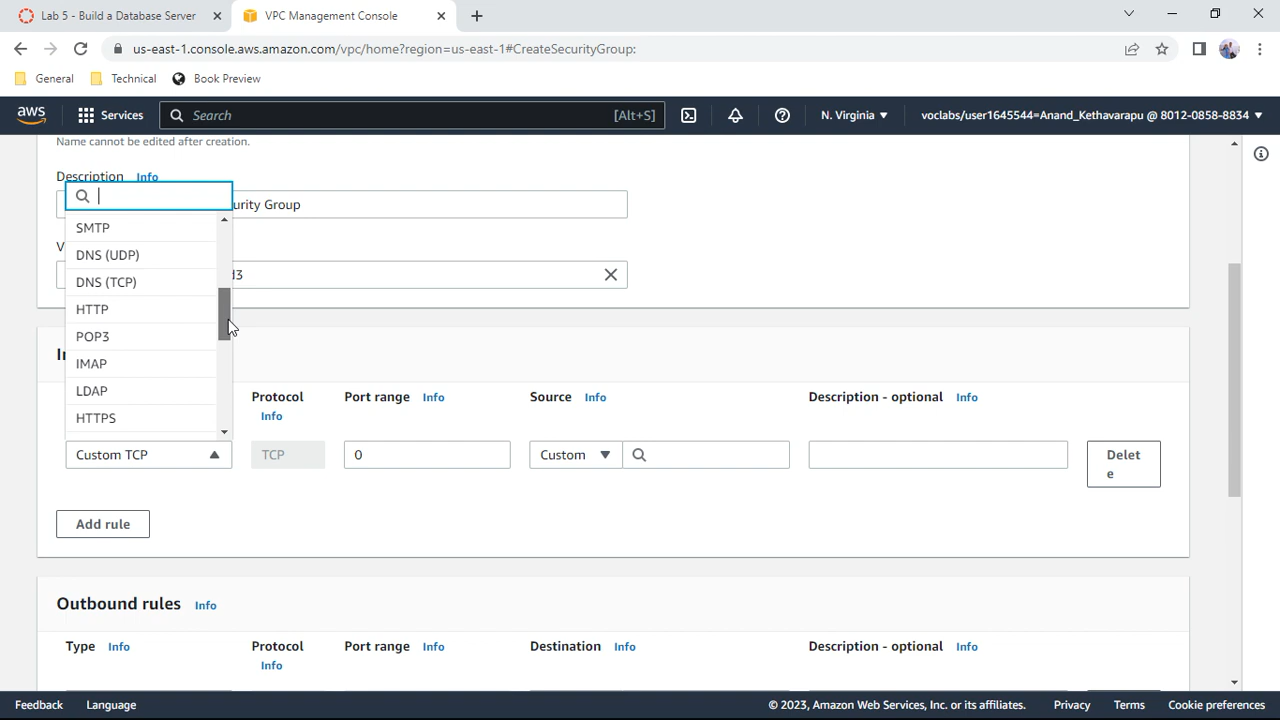 Lab 5 - Build a Database Server
VPC Management Console
us-east-1.console.aws.amazon.com/vpc/home?region=us-east-1#CreateSecurityGroup:
General
Technical
Book Preview
aws
Services
Search
[Alt+S]
N. Virginia
voclabs/user1645544=Anand_Kethavarapu @ 8012-0858-8834
Name cannot be edited after creation.
Description Info
urity Group
V
d3
SMTP
DNS (UDP)
DNS (TCP)
HTTP
POP3
IMAP
LDAP
HTTPS
In
Protocol Info
Port range Info
Source Info
Description - optional Info
Custom TCP
TCP
0
Custom
Delet
e
Add rule
Outbound rules Info
Type Info
Protocol Info
Port range Info
Destination Info
Description - optional Info
Feedback
Language
© 2023, Amazon Web Services, Inc. or its affiliates.
Privacy
Terms
Cookie preferences